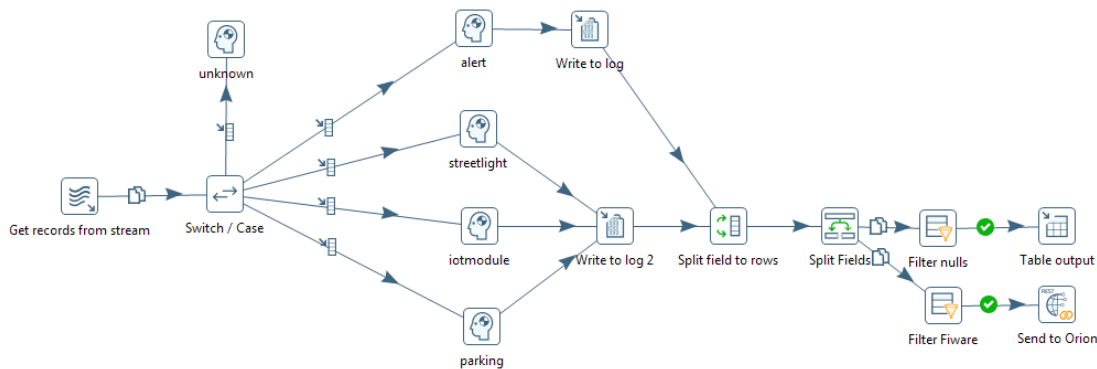 unknown
alert
Write to log
streetlight
Get records from stream
Switch / Case
iotmodule
Write to log 2
Split field to rows
Split Fields
Filter nulls
Table output
parking
REST
Filter Fiware
Send to Orion